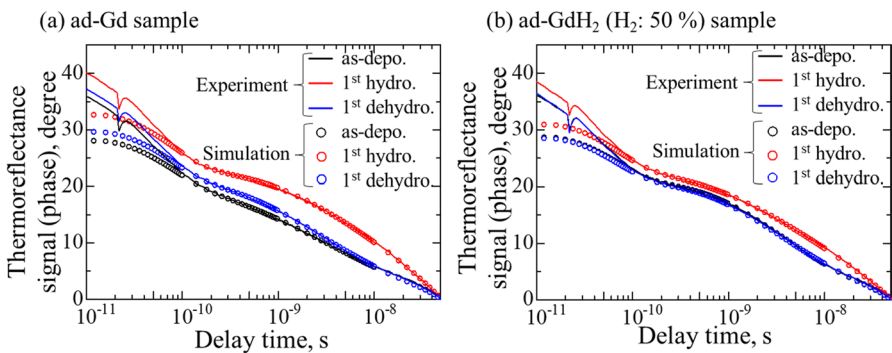 (a) ad-Gd sample
Thermoreflectance
signal (phase), degree
40
30
20
10
0
Experiment
as-depo.
1st hydro.
1st dehydro.
Simulation
as-depo.
1st hydro.
1st dehydro.
10-11
10-10
10-9
10-8
Delay time, s
(b) ad-GdH2 (H2: 50 %) sample
Thermoreflectance
signal (phase), degree
40
30
20
10
0
Experiment
as-depo.
1st hydro.
1st dehydro.
Simulation
as-depo.
1st hydro.
1st dehydro.
10-11
10-10
10-9
10-8
Delay time, s